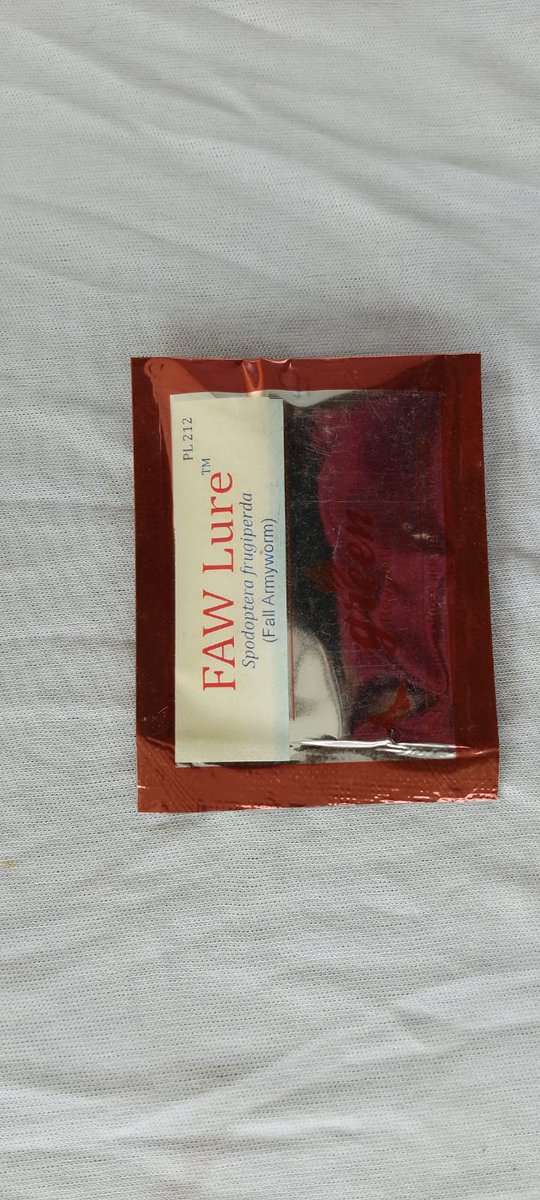 PL 212
FAW Lure™
Spodoptera frugiperda
(Fall Armyworm)